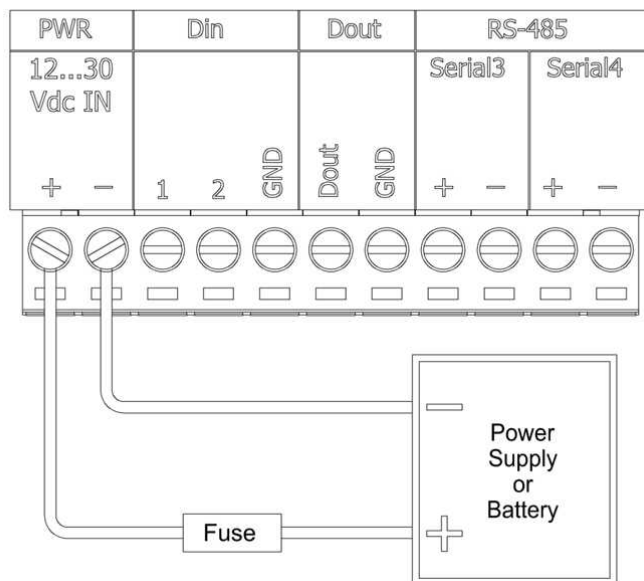 PWR Din Dout RS-485
12...30 Serial3 Serial4
Vdc IN
+ − 1 2 GND Dout GND + − + −
−
Power
Supply
or
Battery
Fuse +